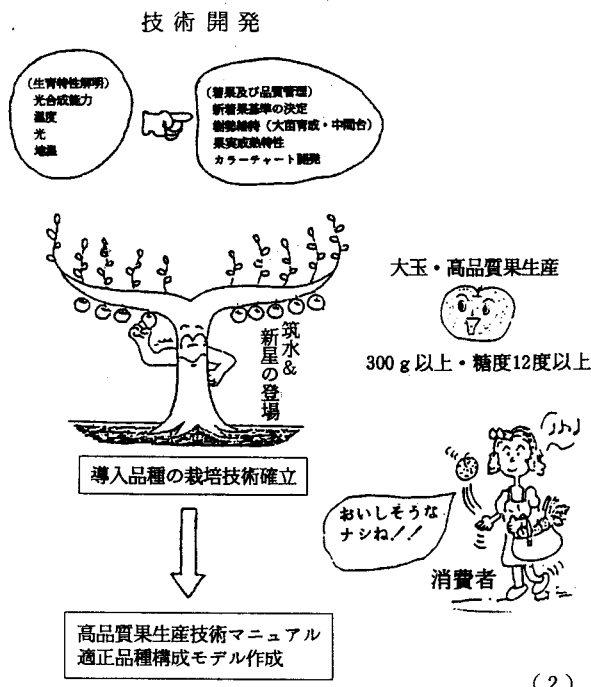 技術開発
(生育特性解明)
光合成能力
温度
光
地温
(着果及び品質管理)
新着果基準の決定
樹勢維持(大苗育成・中間台)
果実成熟特性
カラーチャート開発
大玉・高品質果生産
300g以上・糖度12度以上
筑水&
新星の登場
導入品種の栽培技術確立
おいしそうな
ナシね!!
消費者
高品質果生産技術マニュアル
適正品種構成モデル作成
(2)